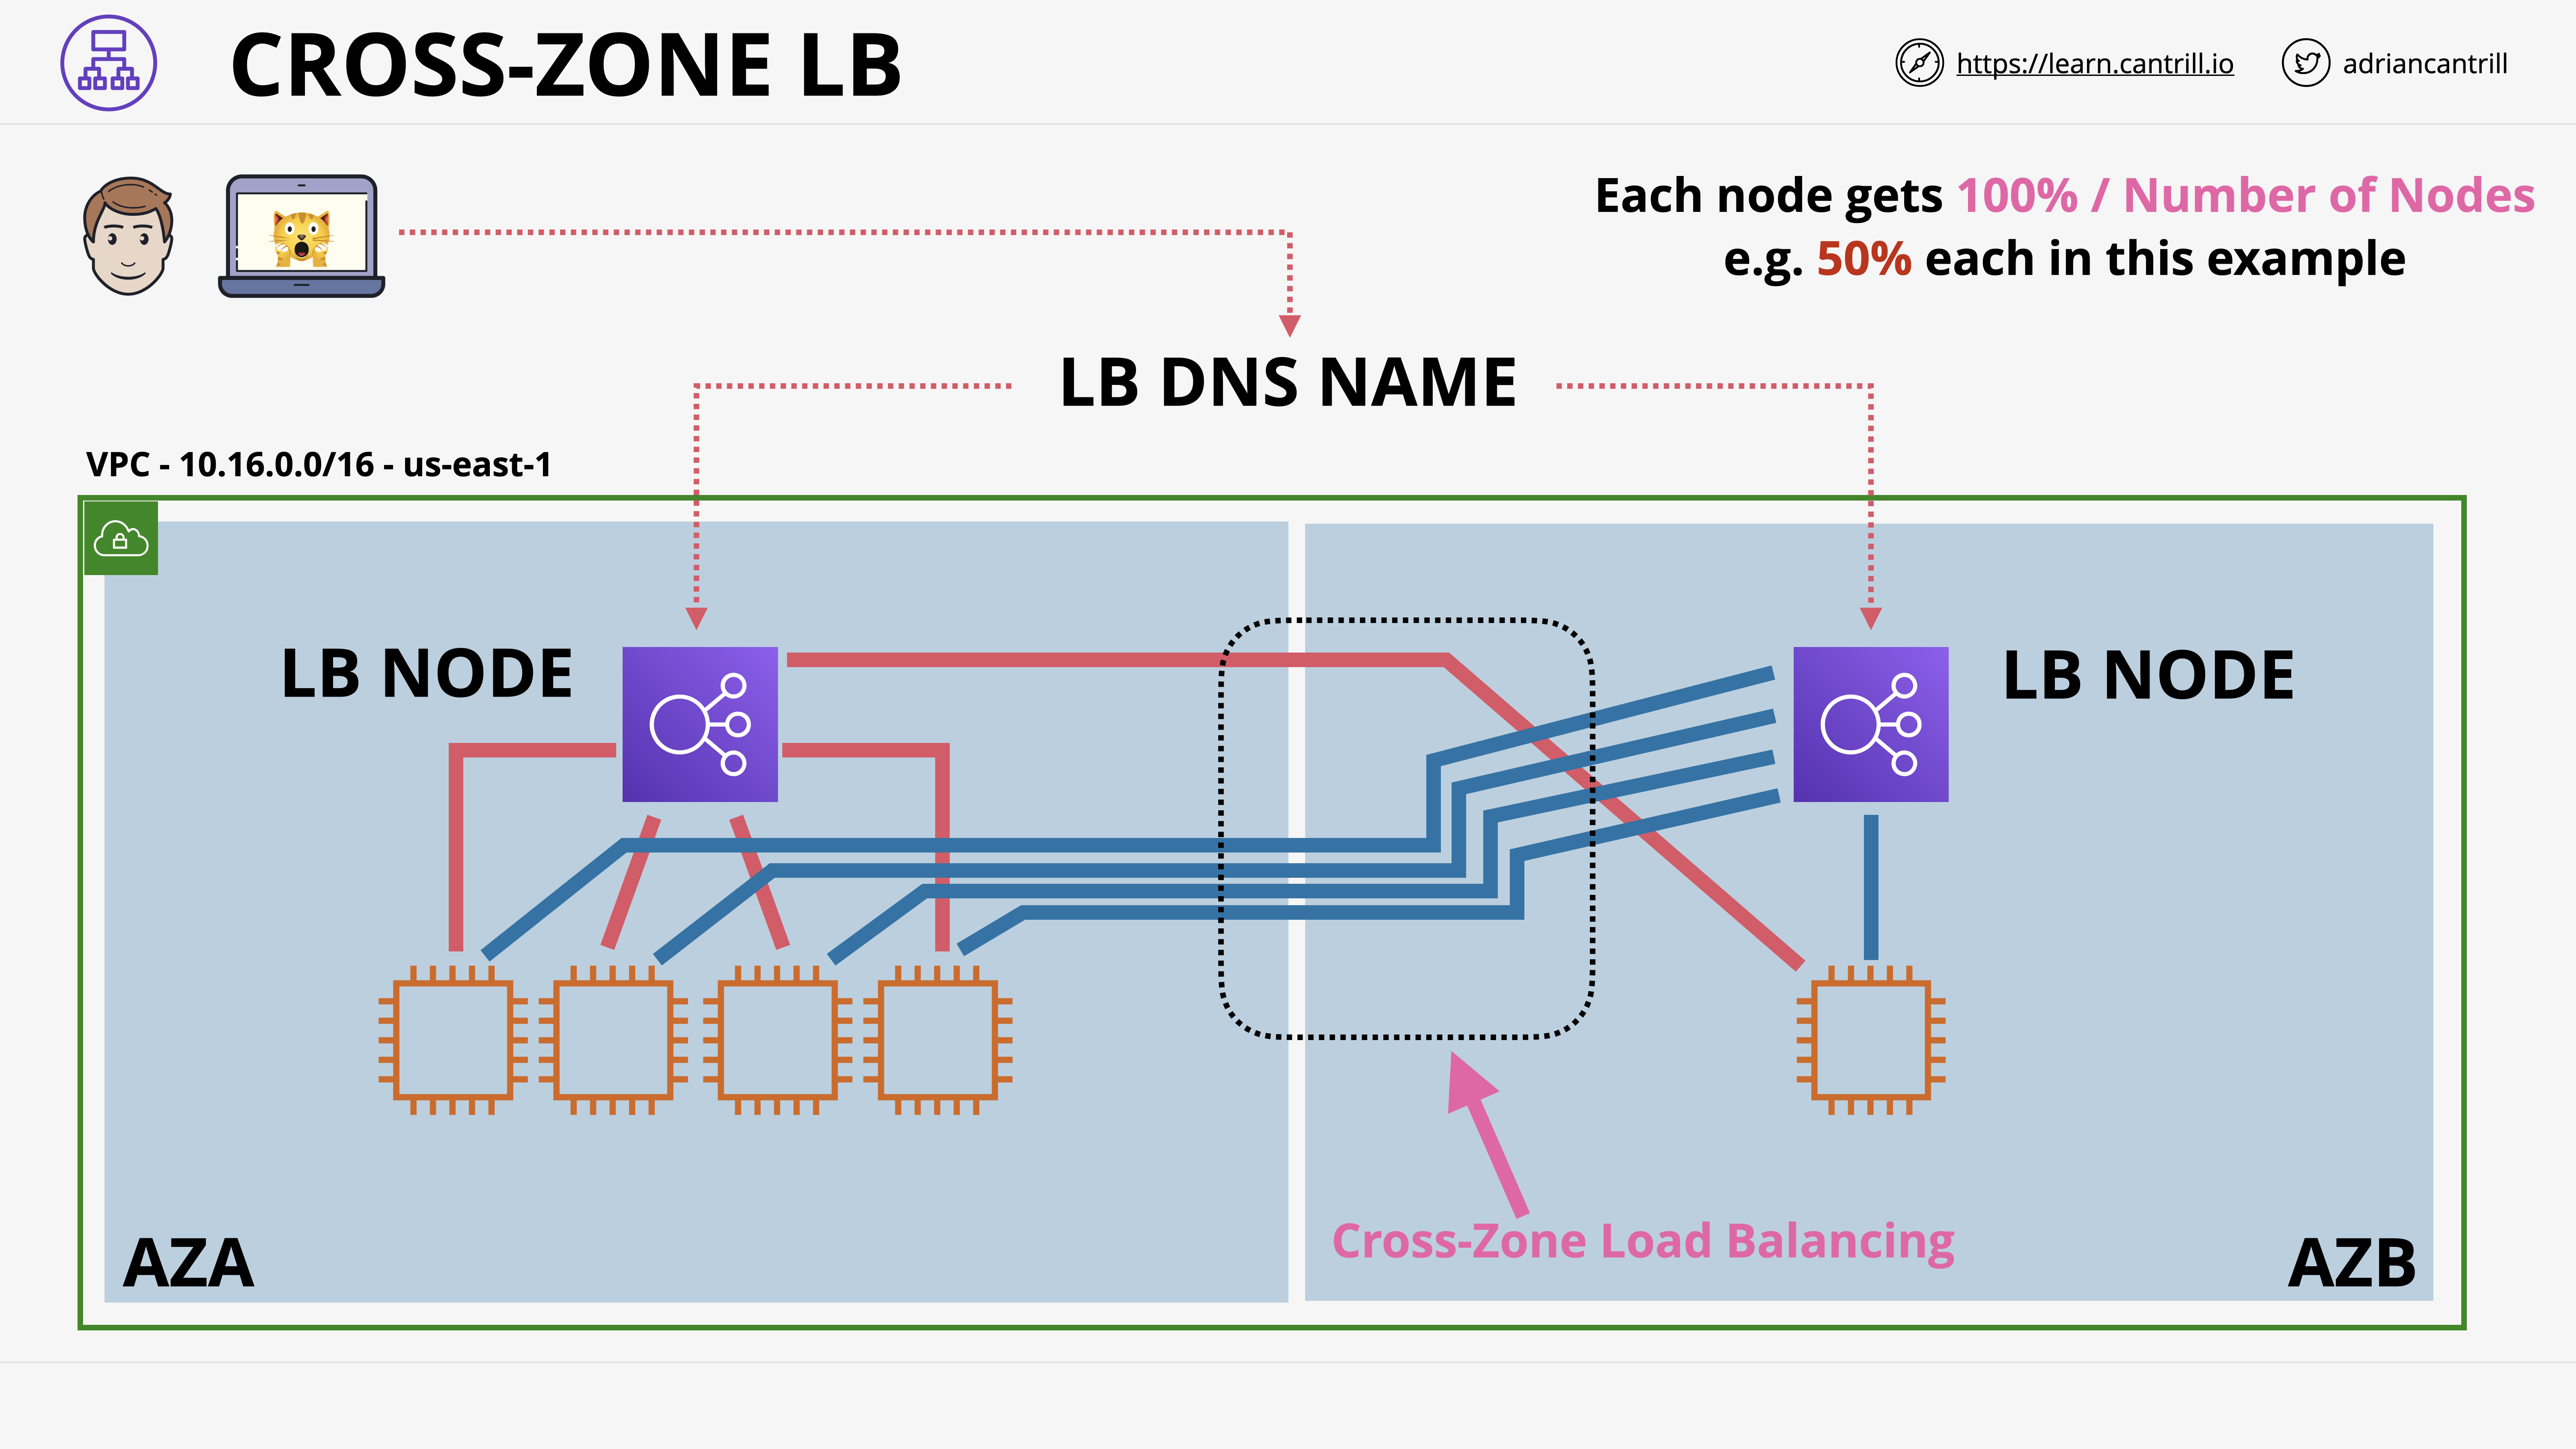 CROSS-ZONE LB
https://learn.cantrill.io
adriancantrill
Each node gets 100% / Number of Nodes
e.g. 50% each in this example
LB DNS NAME
VPC - 10.16.0.0/16 - us-east-1
LB NODE
LB NODE
Cross-Zone Load Balancing
AZA
AZB